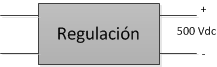 +
Regulación
500 Vdc
-